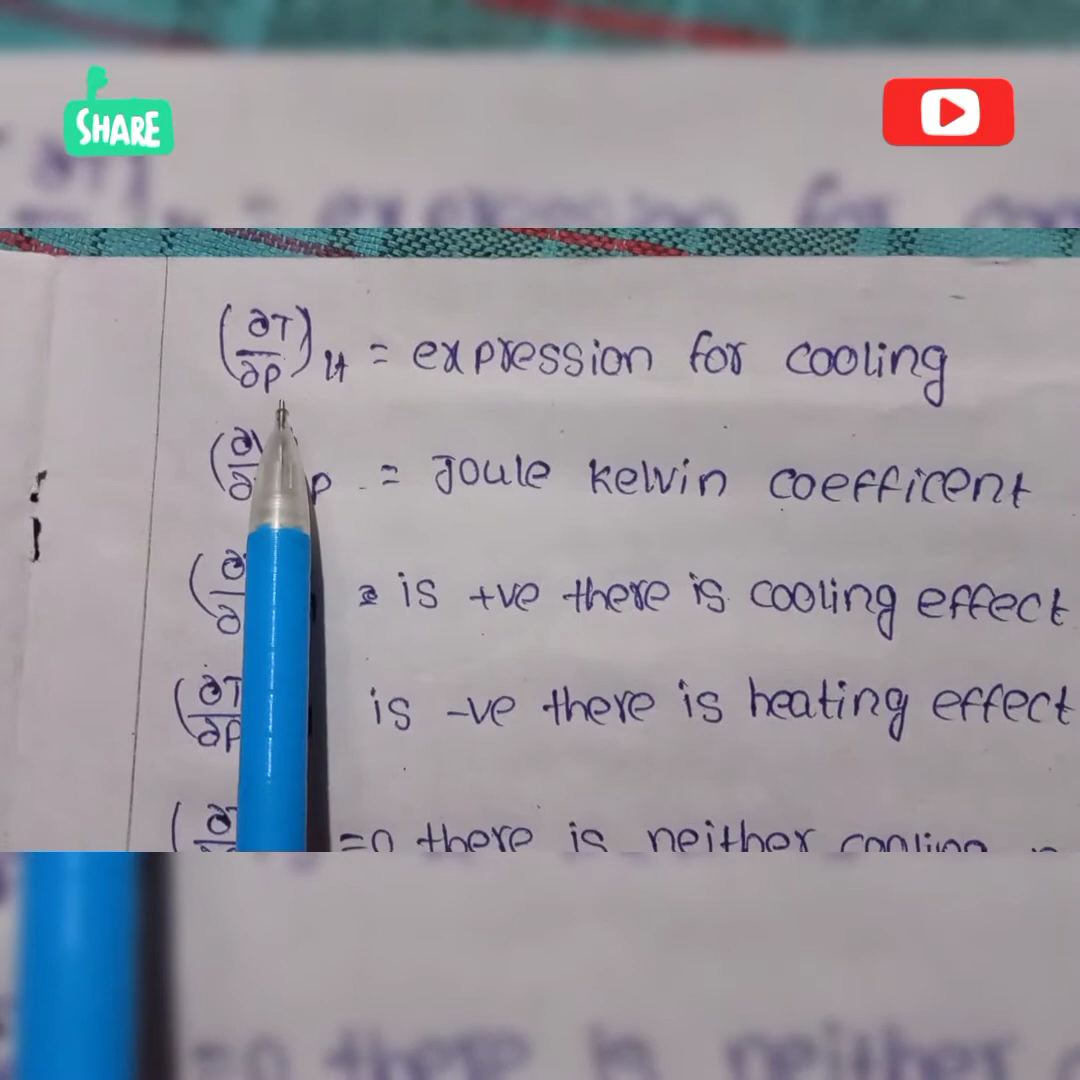 SHARE
(∂T/∂P)H = expression for cooling
P = Joule kelvin coefficent
is +ve there is cooling effect
(∂T/∂P is -ve there is heating effect
=0 there is neither cooling